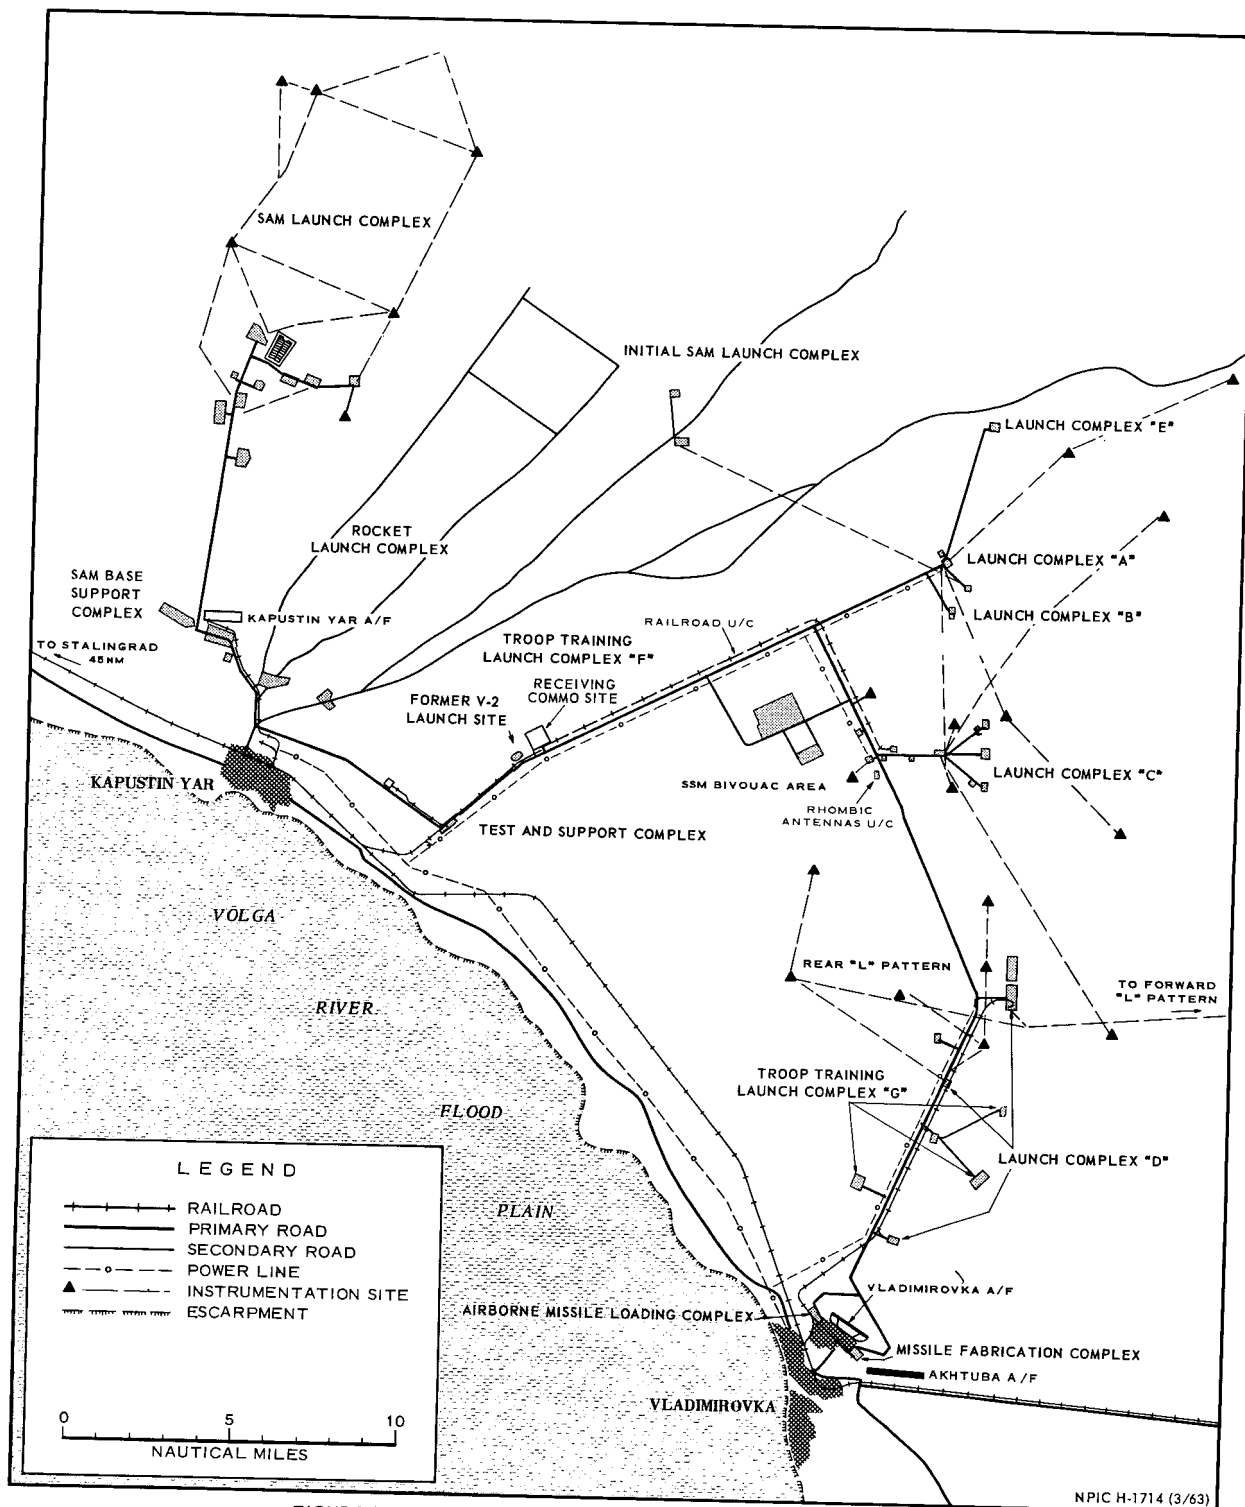 SAM LAUNCH COMPLEX
INITIAL SAM LAUNCH COMPLEX
LAUNCH COMPLEX "E"
ROCKET
LAUNCH COMPLEX
LAUNCH COMPLEX "A"
SAM BASE
SUPPORT
COMPLEX
KAPUSTIN YAR A/F
LAUNCH COMPLEX "B"
RAILROAD U/C
TO STALINGRAD
45NM
TROOP TRAINING
LAUNCH COMPLEX "F"
RECEIVING
COMMO SITE
FORMER V-2
LAUNCH SITE
KAPUSTIN YAR
SSM BIVOUAC AREA
LAUNCH COMPLEX "C"
RHOMBIC
ANTENNAS U/C
TEST AND SUPPORT COMPLEX
VOLGA
REAR "L" PATTERN
TO FORWARD
"L" PATTERN
RIVER
TROOP TRAINING
LAUNCH COMPLEX "G"
FLOOD
LAUNCH COMPLEX "D"
PLAIN
LEGEND
RAILROAD
PRIMARY ROAD
SECONDARY ROAD
POWER LINE
INSTRUMENTATION SITE
ESCARPMENT
VLADIMIROVKA A/F
AIRBORNE MISSILE LOADING COMPLEX
MISSILE FABRICATION COMPLEX
AKHTUBA A/F
VLADIMIROVKA
0 5 10
NAUTICAL MILES
NPIC H-1714 (3/63)